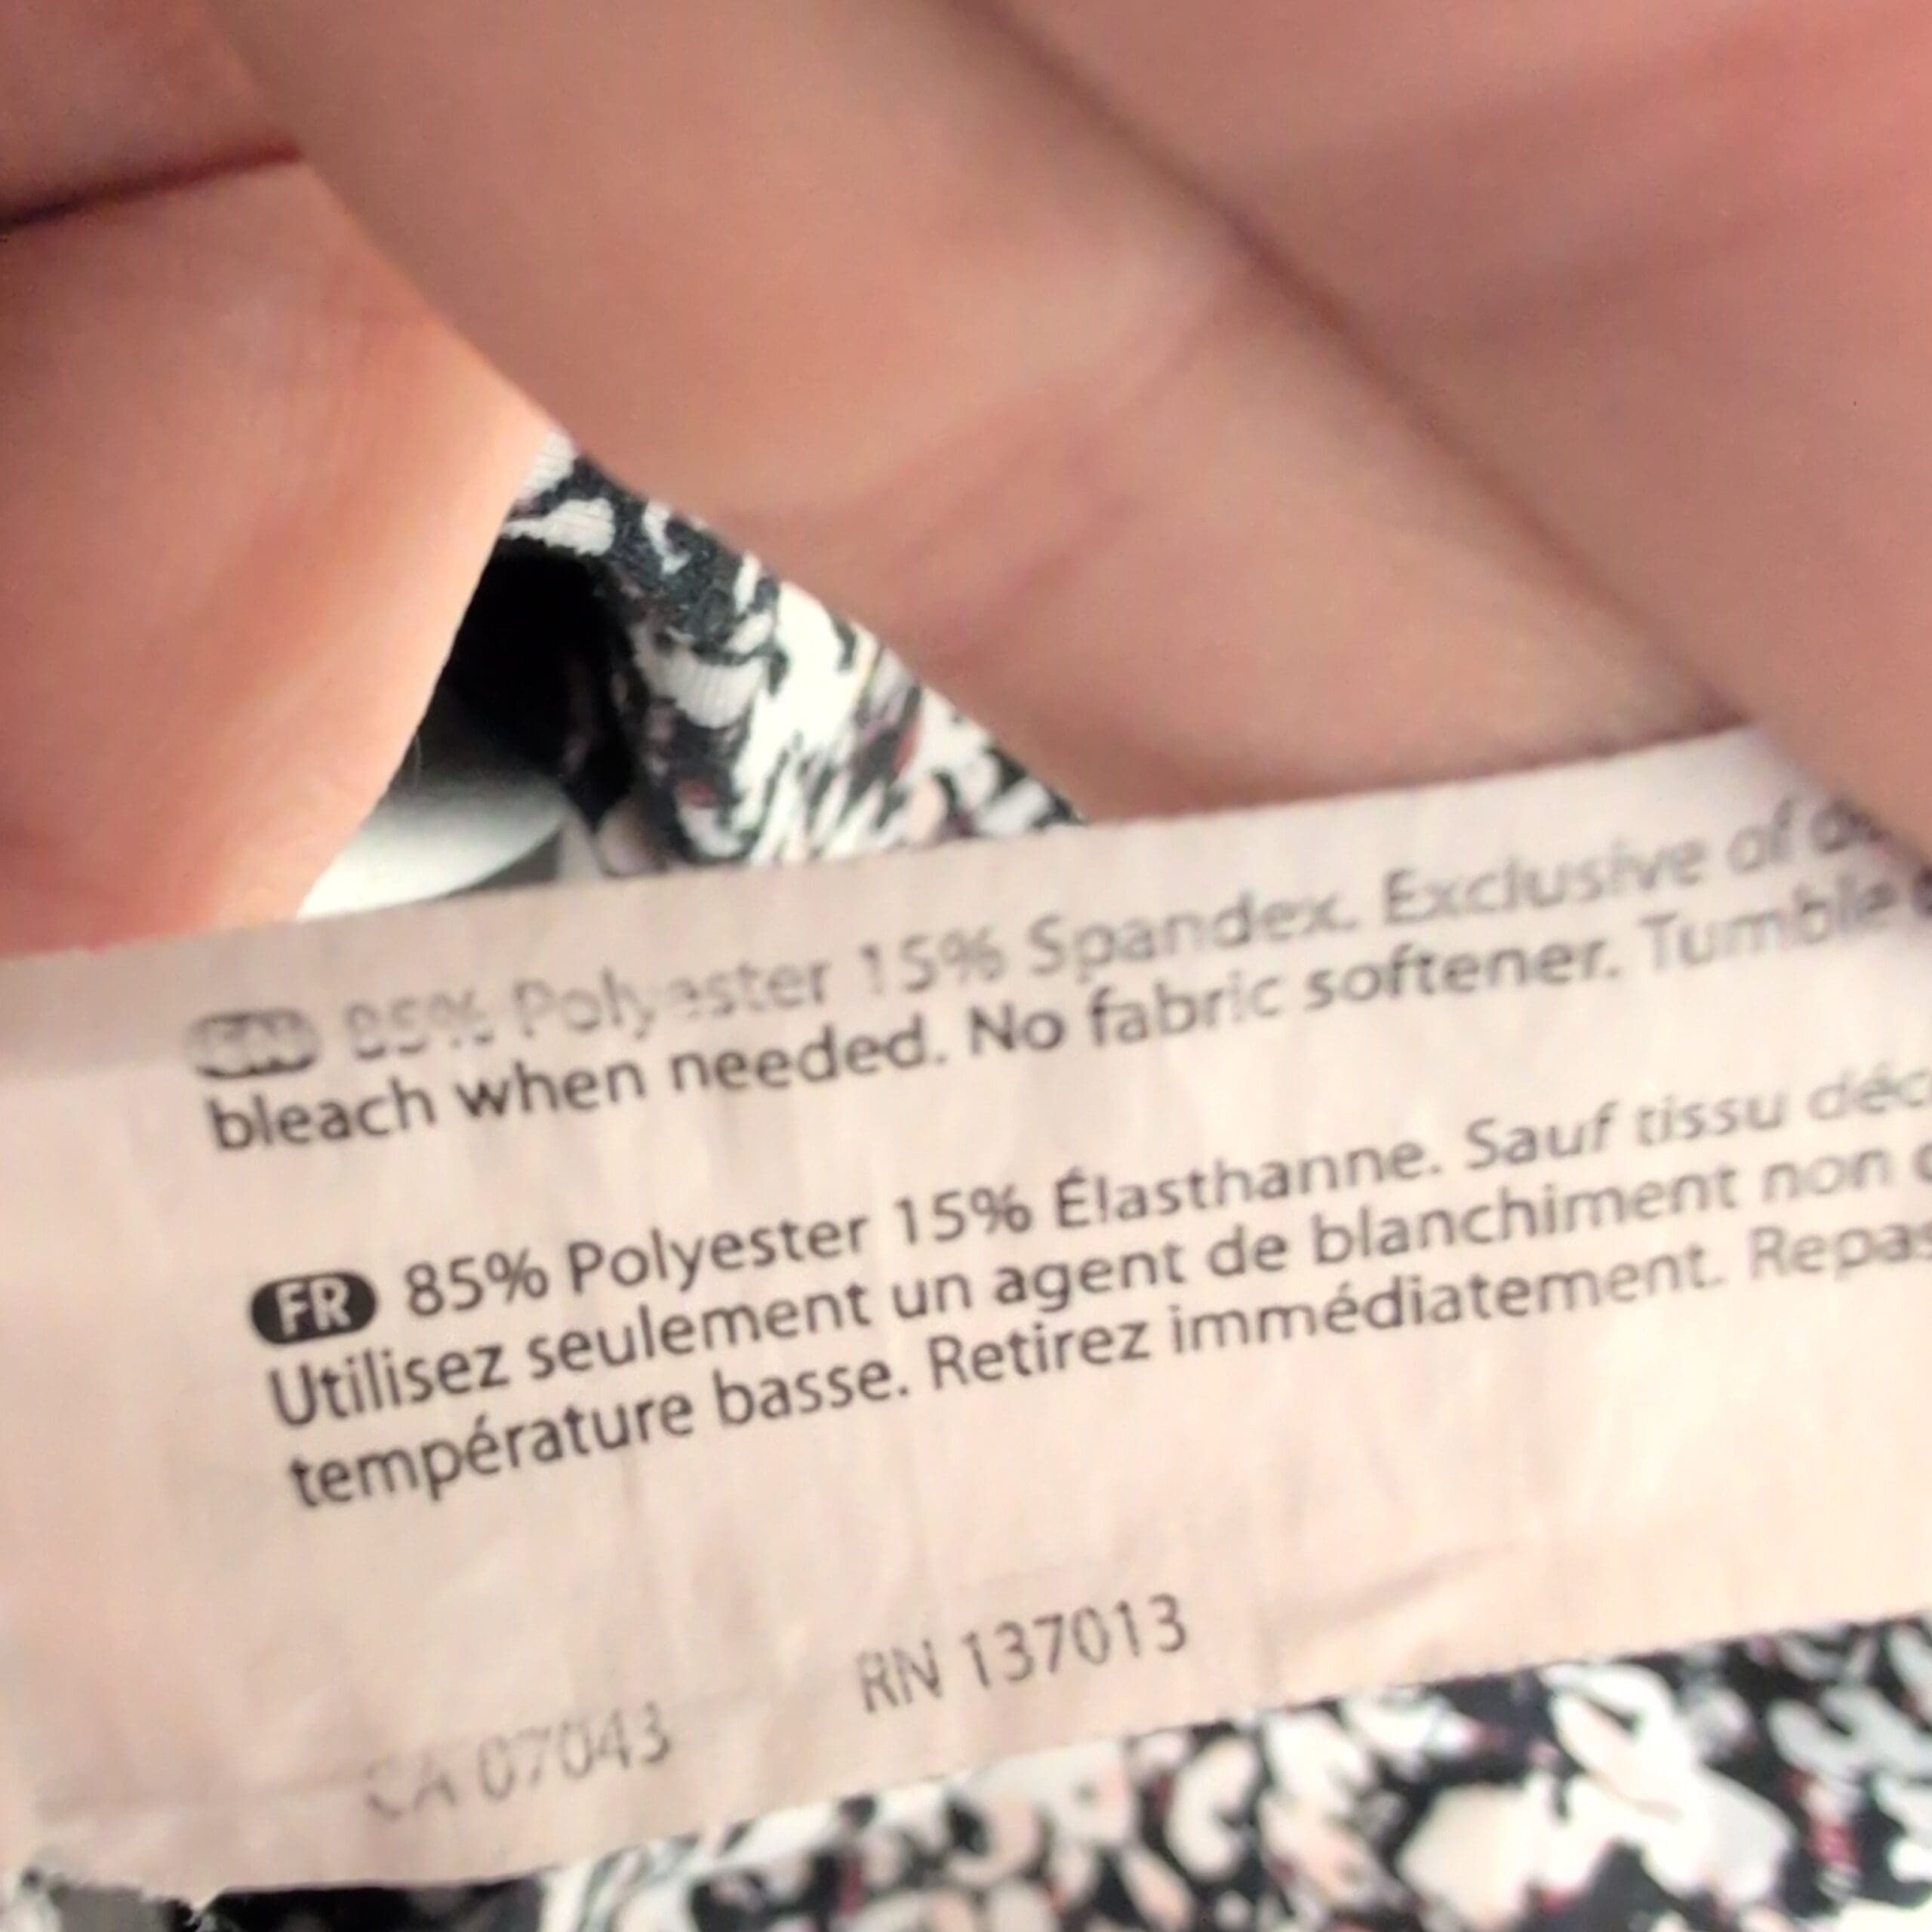 85% Polyester 15% Spandex. Exclusive of
bleach when needed. No fabric softener. Tumble
FR 85% Polyester 15% Élasthanne. Sauf tissu
Utilisez seulement un agent de blanchiment non
température basse. Retirez immédiatement.
CA 07043 RN 137013